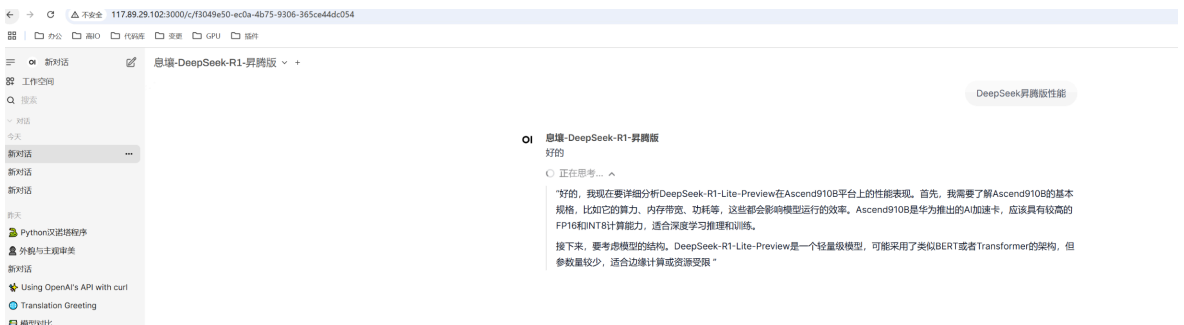 不安全 117.89.29.102:3000/c/f3049e50-ec0a-4b75-9306-365ce44dc054
办公 高IO 代码库 变更 GPU 插件
OI 新对话
息壤-DeepSeek-R1-昇腾版
工作空间
搜索
DeepSeek昇腾版性能
对话
今天
新对话
新对话
新对话
昨天
Python汉诺塔程序
外貌与主观审美
新对话
Using OpenAI's API with curl
Translation Greeting
模型对比
OI 息壤-DeepSeek-R1-昇腾版
好的
正在思考...
“好的，我现在要详细分析DeepSeek-R1-Lite-Preview在Ascend910B平台上的性能表现。首先，我需要了解Ascend910B的基本
规格，比如它的算力、内存带宽、功耗等，这些都会影响模型运行的效率。Ascend910B是华为推出的AI加速卡，应该具有较高的
FP16和INT8计算能力，适合深度学习推理和训练。
接下来，要考虑模型的结构。DeepSeek-R1-Lite-Preview是一个轻量级模型，可能采用了类似BERT或者Transformer的架构，但
参数量较少，适合边缘计算或资源受限 ”